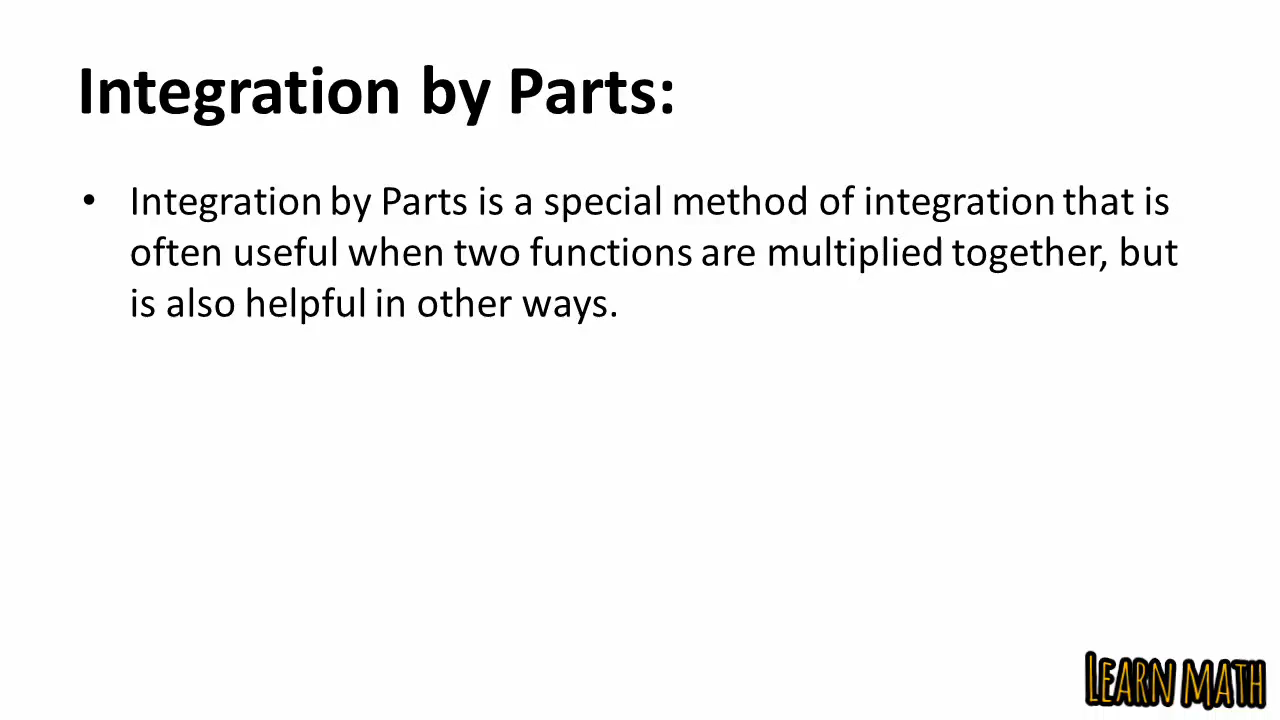 Integration by Parts:
• Integration by Parts is a special method of integration that is
often useful when two functions are multiplied together, but
is also helpful in other ways.
LEARN MATH